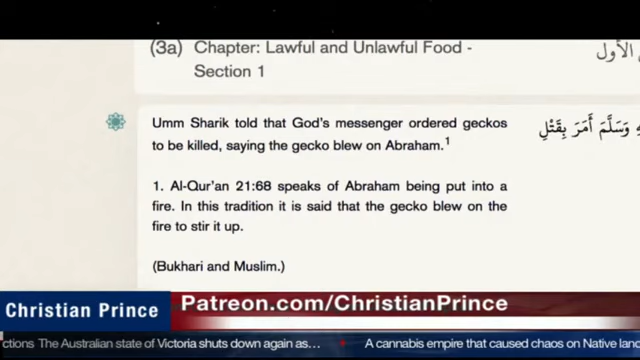 (3a) Chapter: Lawful and Unlawful Food -
Section 1
الأول
Umm Sharik told that God's messenger ordered geckos
to be killed, saying the gecko blew on Abraham.1
وَسَلَّمَ أَمَرَ بِقَتْلِ
1. Al-Qur'an 21:68 speaks of Abraham being put into a
fire. In this tradition it is said that the gecko blew on the
fire to stir it up.
(Bukhari and Muslim.)
Christian Prince
Patreon.com/ChristianPrince
ctions The Australian state of Victoria shuts down again as... ★ A cannabis empire that caused chaos on Native land